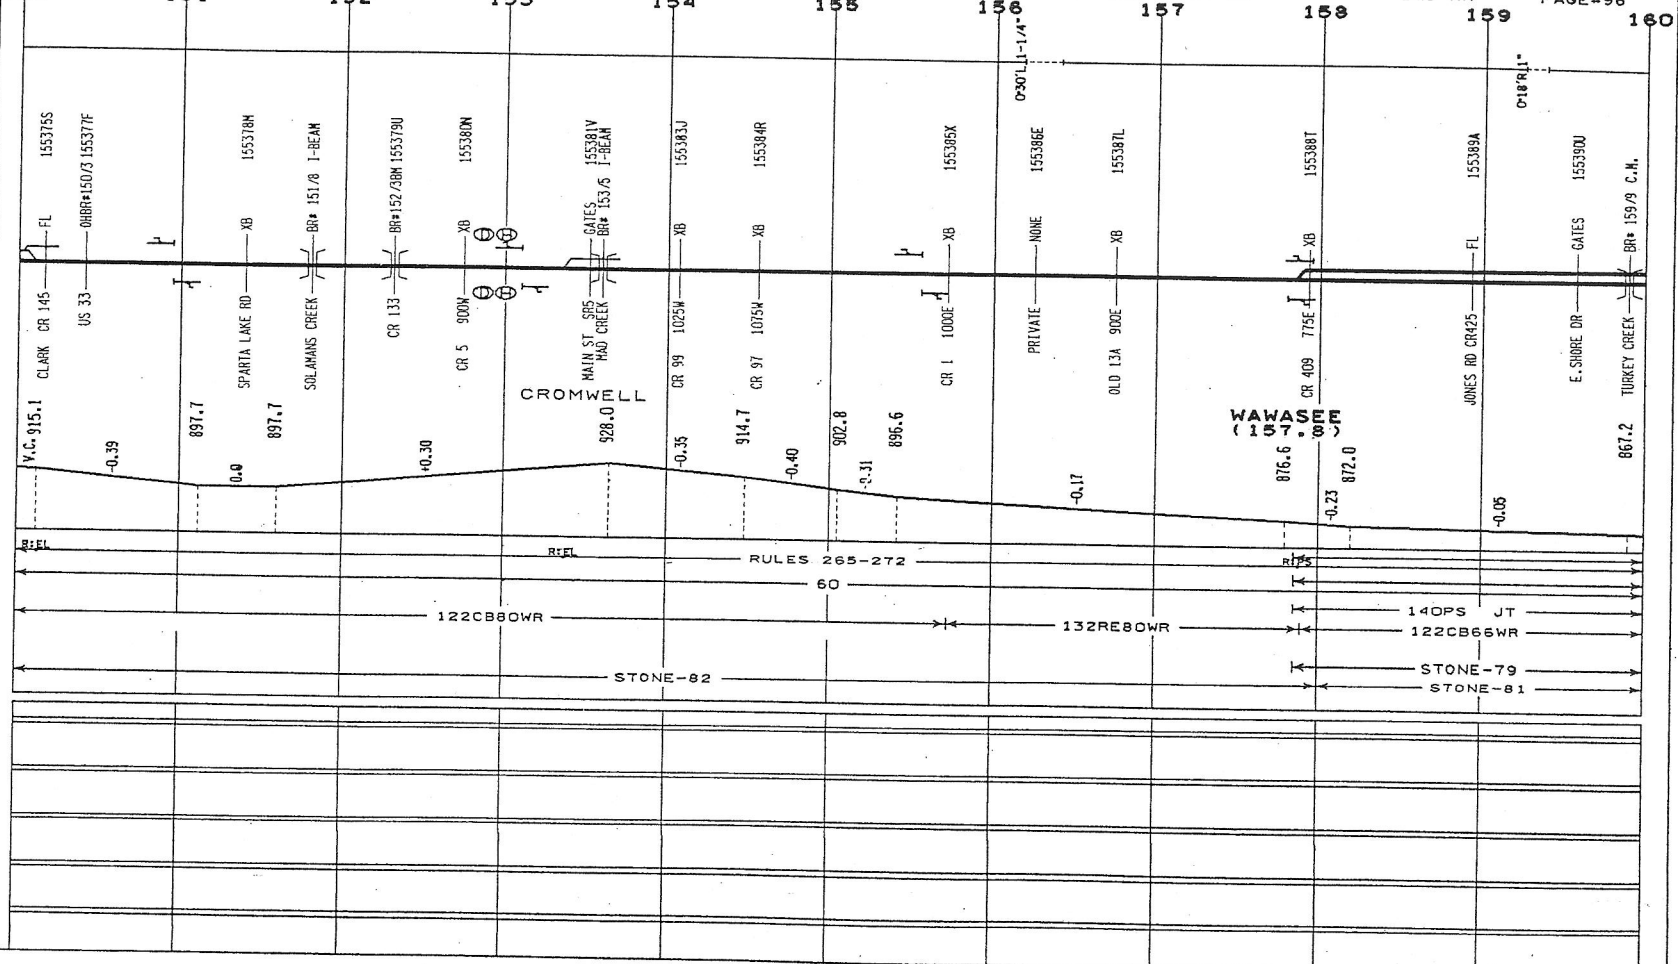 PAGE=96
152 153 154 155 156 157 158 159 160
0°30'L 1-1/4"
0°18'R 1"
155375S
155377F
155378M
155379U
155380N
155381V
155383J
155384R
155385X
155386E
155387L
155388T
155389A
155390U
FL
OHBR#150/3
XB
BR# 151/8 I-BEAM
BR#152/3BM
XB
GATES
BR# 153/5 I-BEAM
XB
XB
XB
NONE
XB
XB
FL
GATES
BR# 159/9 C.M.
CLARK CR 145
US 33
SPARTA LAKE RD
SOLAMANS CREEK
CR 133
CR 5 900W
MAIN ST SR5
MAD CREEK
CR 99 1025W
CR 97 1075W
CR 1 1000E
PRIVATE
OLD 13A 900E
CR 409 775E
JONES RD CR425
E.SHORE DR
TURKEY CREEK
CROMWELL
WAWASEE
(157.8)
V.C. 915.1
-0.39
897.7
0.0
897.7
+0.30
928.0
-0.35
914.7
-0.40
902.8
-0.31
896.6
-0.17
876.6
-0.23
872.0
-0.05
867.2
R:EL
R:EL
RULES 265-272
R:PS
60
122CB80WR
132RE80WR
140PS JT
122CB66WR
STONE-82
STONE-79
STONE-81